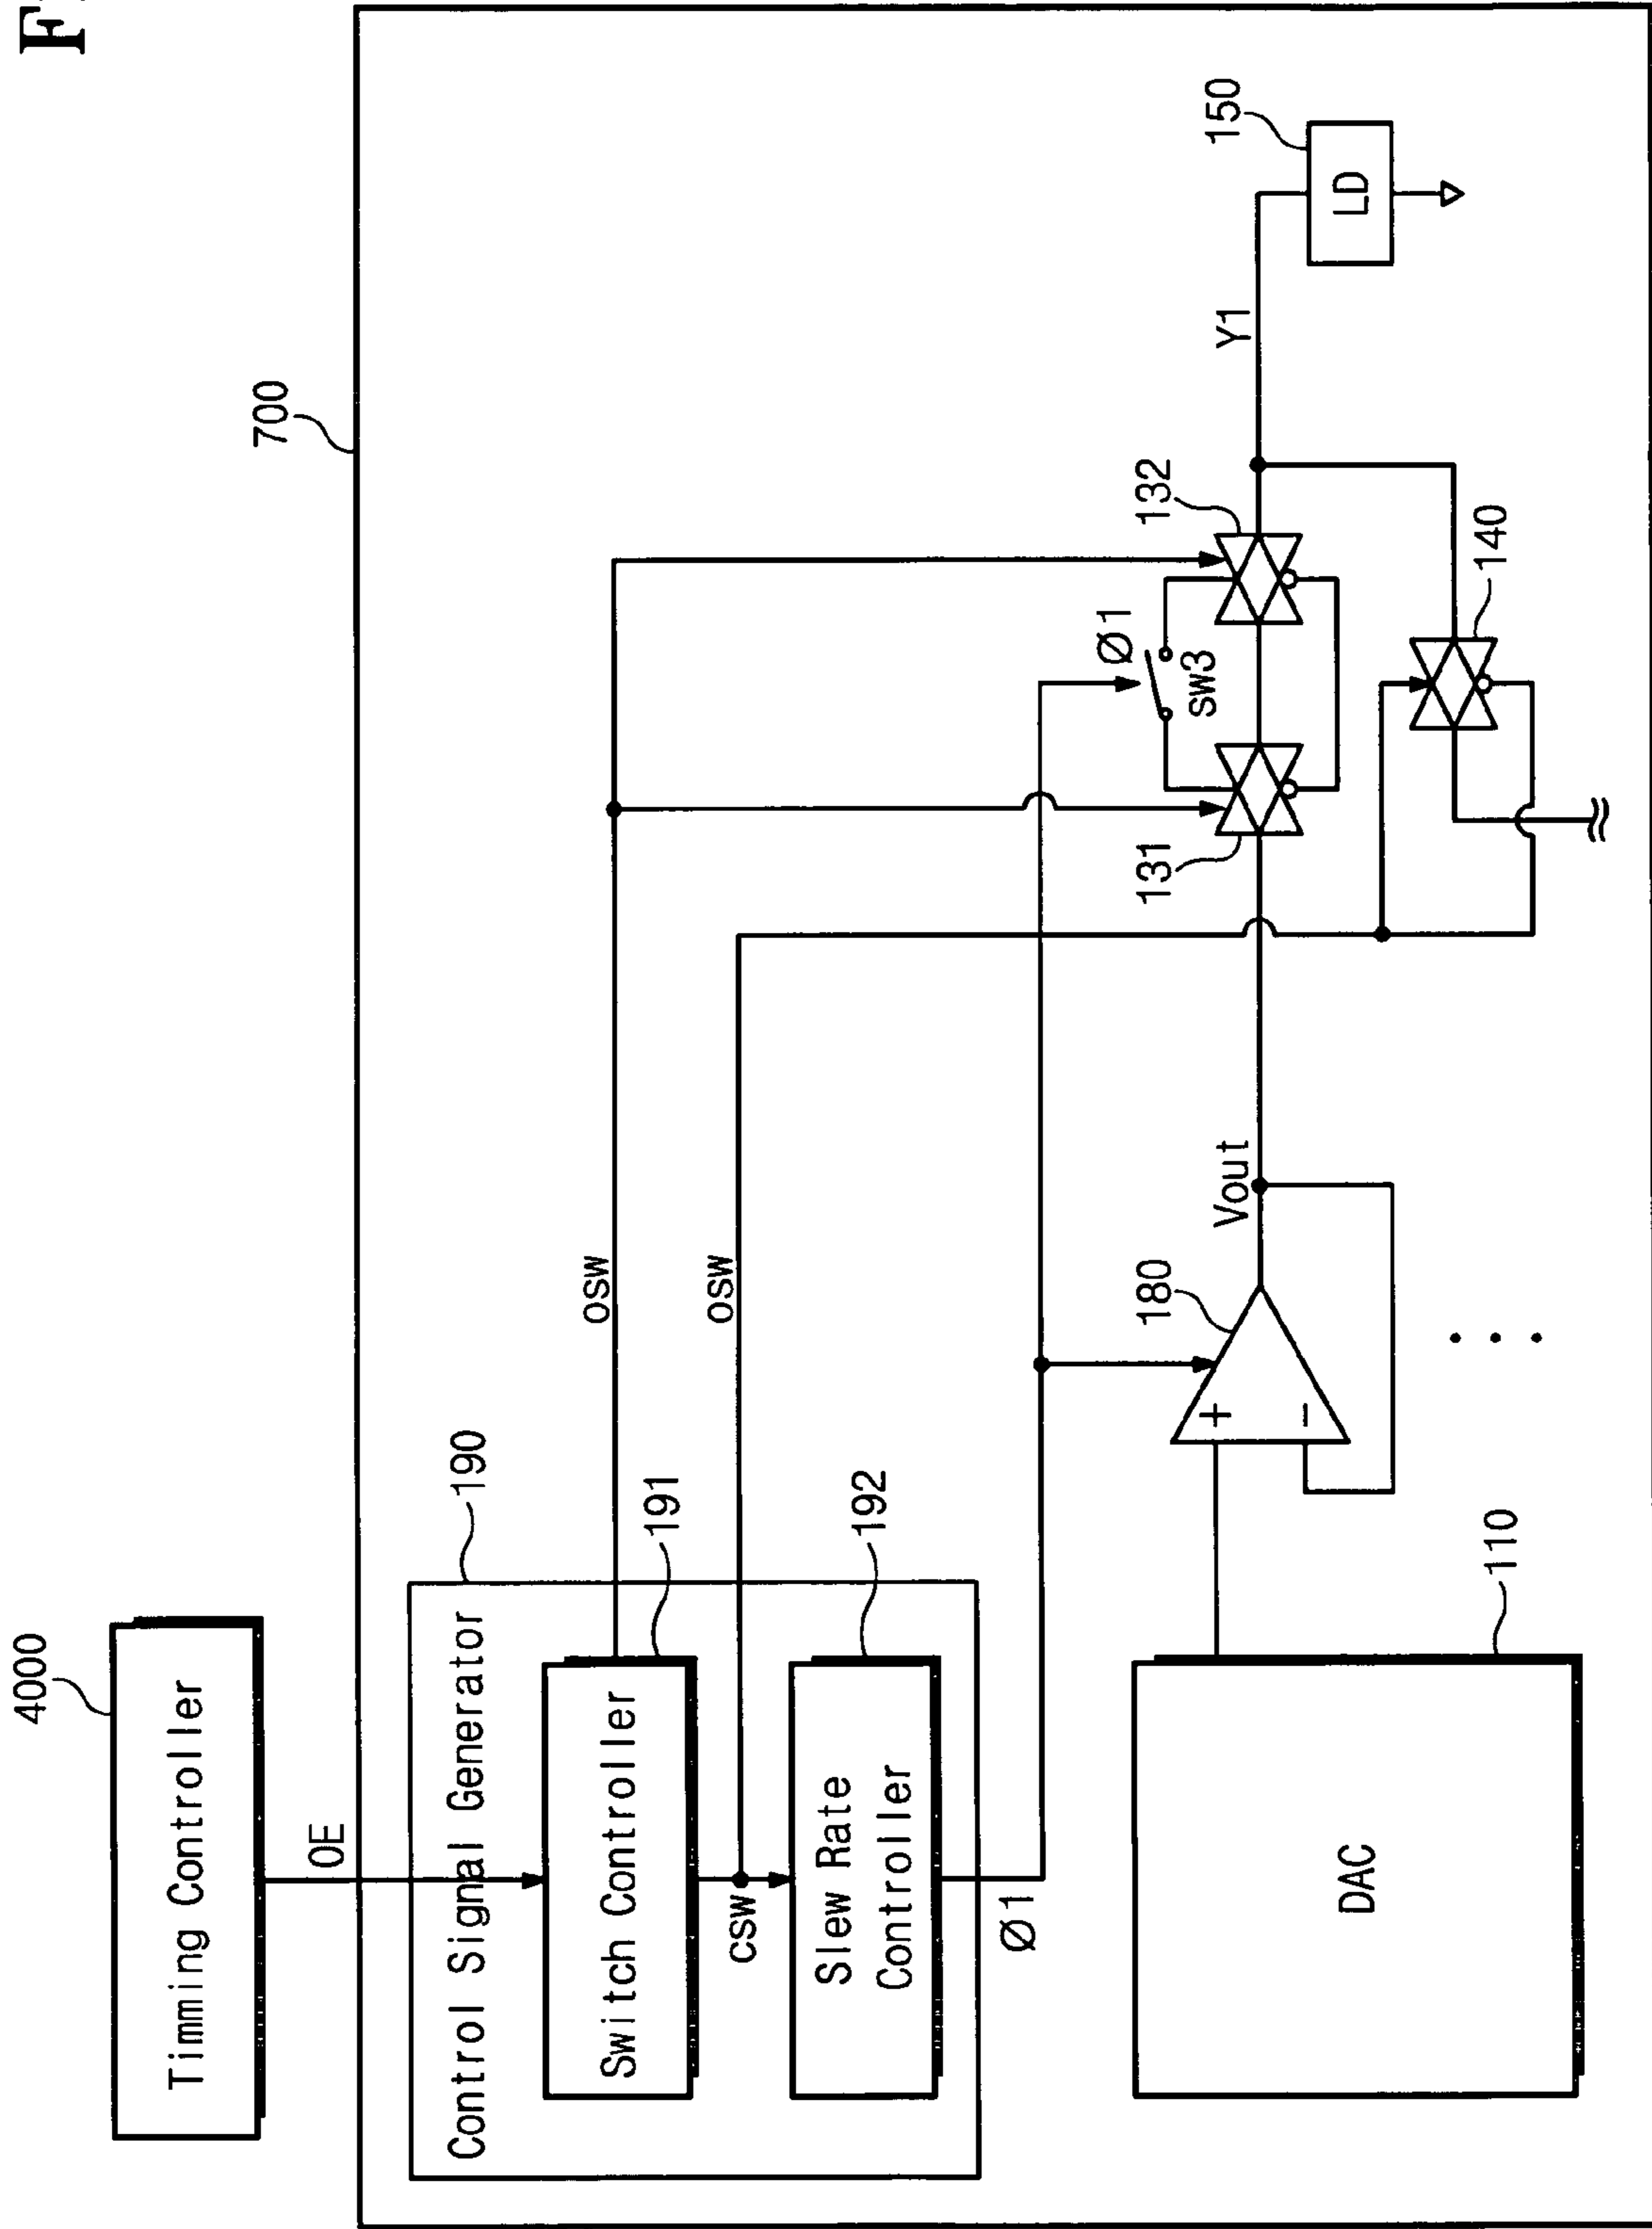 F
4000
Timming Controller
OE
700
190
Control Signal Generator
Switch Controller
191
osw
csw
osw
Slew Rate
Controller
192
Ø1
Ø1
sw3
131
132
DAC
110
+
-
180
Vout
Y1
140
LD
150